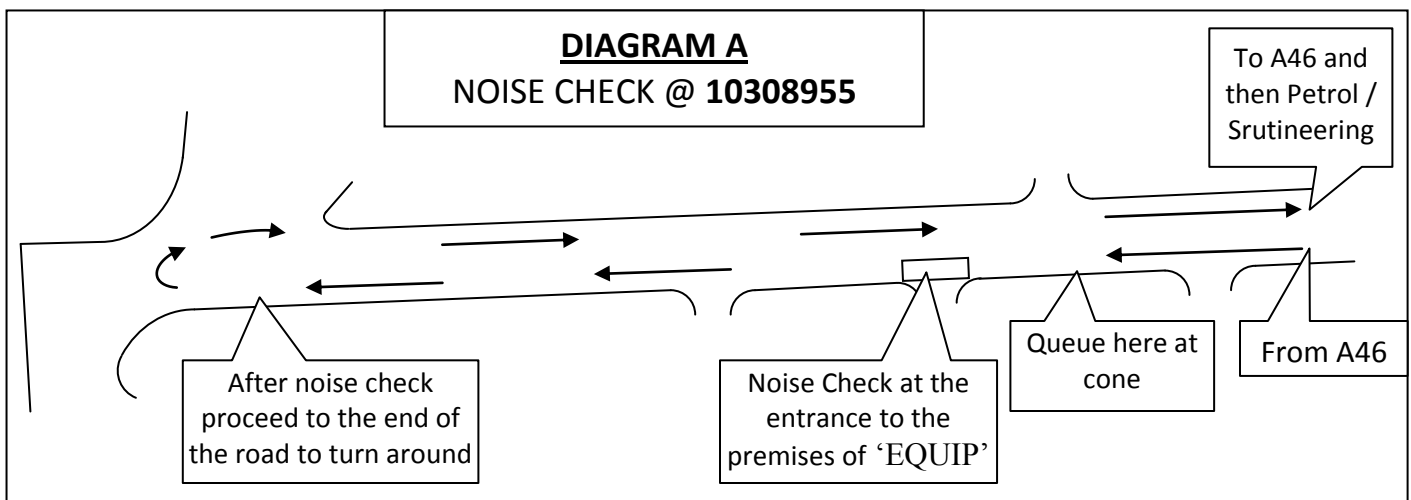 DIAGRAM A
NOISE CHECK @ 10308955
To A46 and
then Petrol /
Srutineering
From A46
Queue here at
cone
Noise Check at the
entrance to the
premises of ‘EQUIP’
After noise check
proceed to the end of
the road to turn around